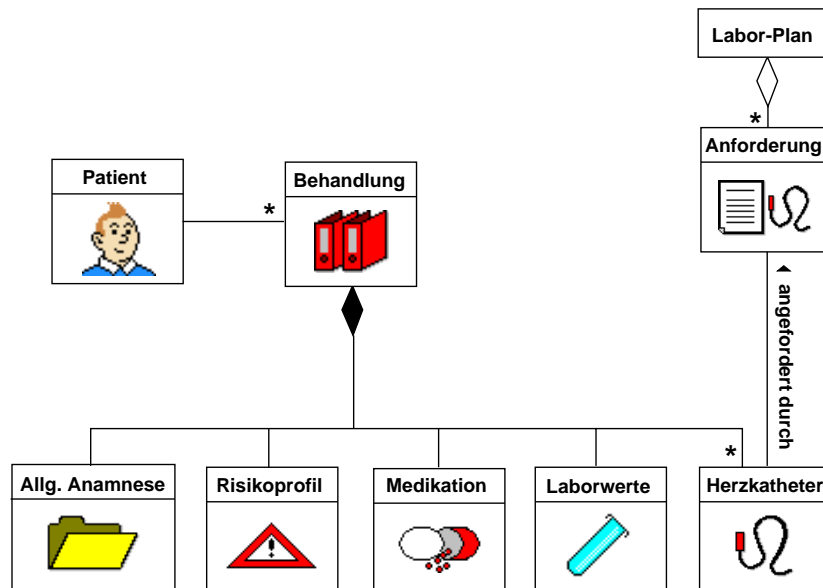 Labor-Plan
*
Anforderung
Patient
*
Behandlung
angefordert durch
*
Allg. Anamnese
Risikoprofil
!
Medikation
Laborwerte
Herzkatheter